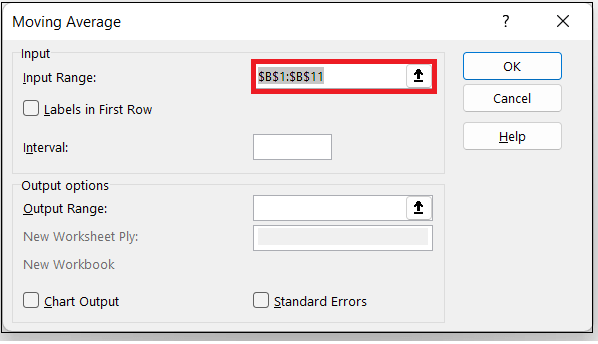 Moving Average ?
Input
Input Range: $B$1:$B$11
Labels in First Row
Interval:
OK
Cancel
Help
Output options
Output Range:
New Worksheet Ply:
New Workbook
Chart Output Standard Errors